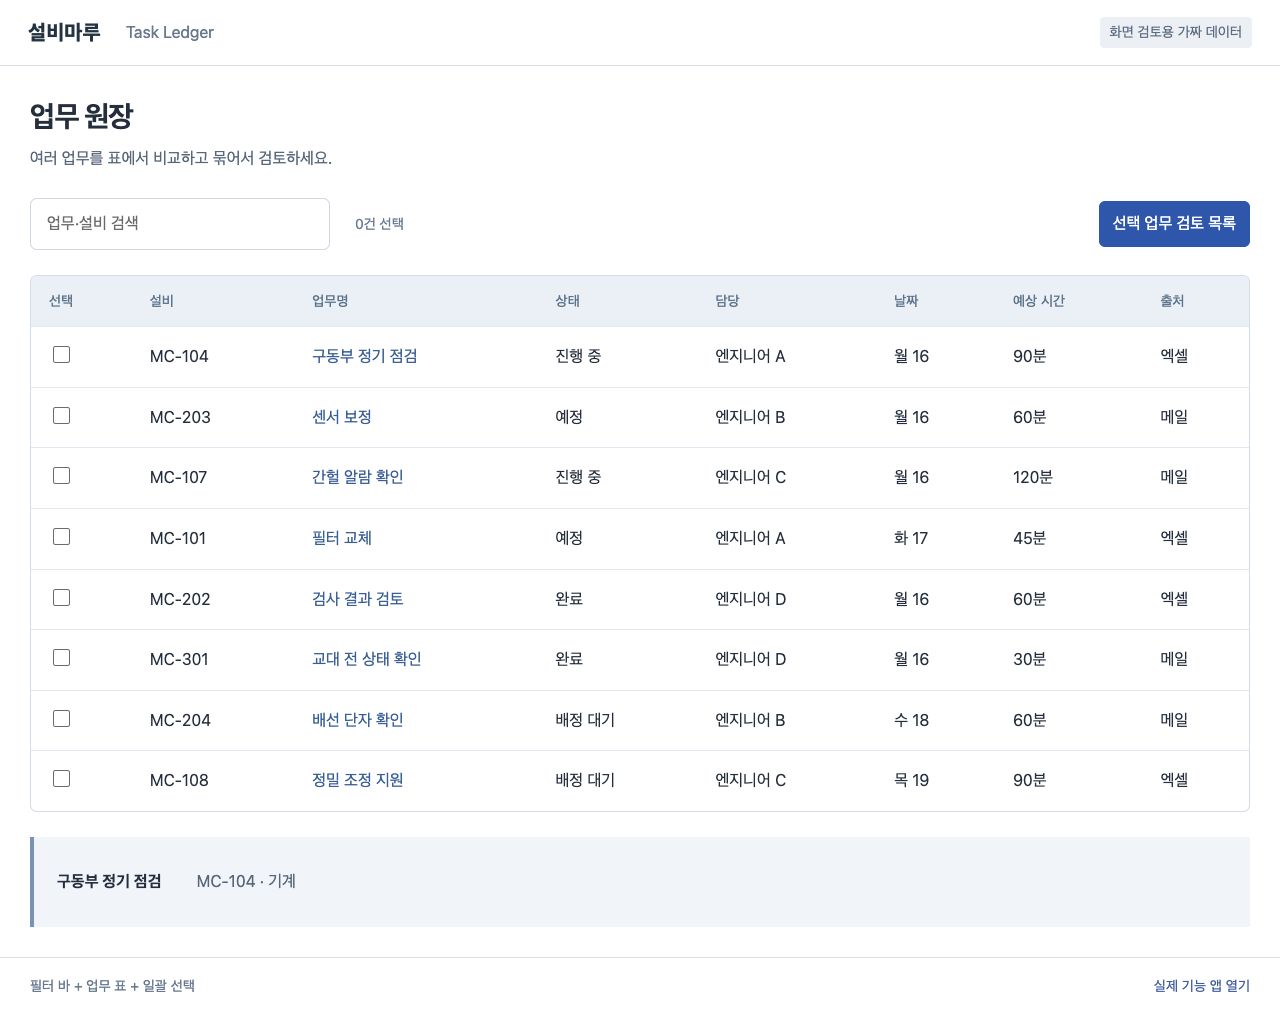 설비마루 Task Ledger 화면 검토용 가짜 데이터
업무 원장
여러 업무를 표에서 비교하고 묶어서 검토하세요.
업무·설비 검색 0건 선택 선택 업무 검토 목록
선택 설비 업무명 상태 담당 날짜 예상 시간 출처
MC-104 구동부 정기 점검 진행 중 엔지니어 A 월 16 90분 엑셀
MC-203 센서 보정 예정 엔지니어 B 월 16 60분 메일
MC-107 간헐 알람 확인 진행 중 엔지니어 C 월 16 120분 메일
MC-101 필터 교체 예정 엔지니어 A 화 17 45분 엑셀
MC-202 검사 결과 검토 완료 엔지니어 D 월 16 60분 엑셀
MC-301 교대 전 상태 확인 완료 엔지니어 D 월 16 30분 메일
MC-204 배선 단자 확인 배정 대기 엔지니어 B 수 18 60분 메일
MC-108 정밀 조정 지원 배정 대기 엔지니어 C 목 19 90분 엑셀
구동부 정기 점검 MC-104 · 기계
필터 바 + 업무 표 + 일괄 선택 실제 기능 앱 열기